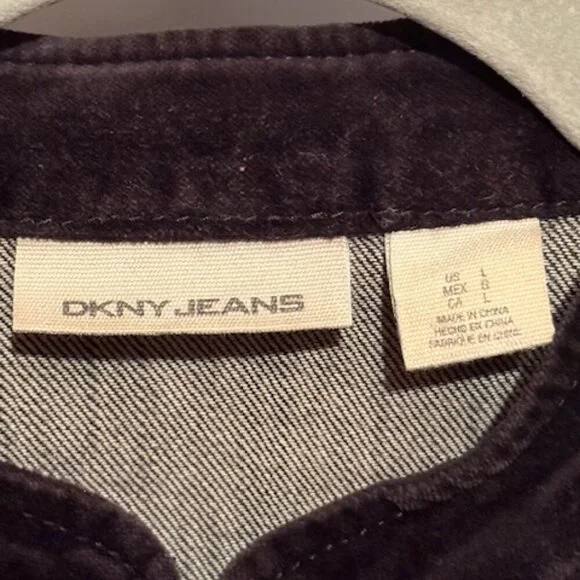 DKNY JEANS
US L
MEX G
CA L
MADE IN CHINA
HECHO EN CHINA
FABRIQUE EN CHINE